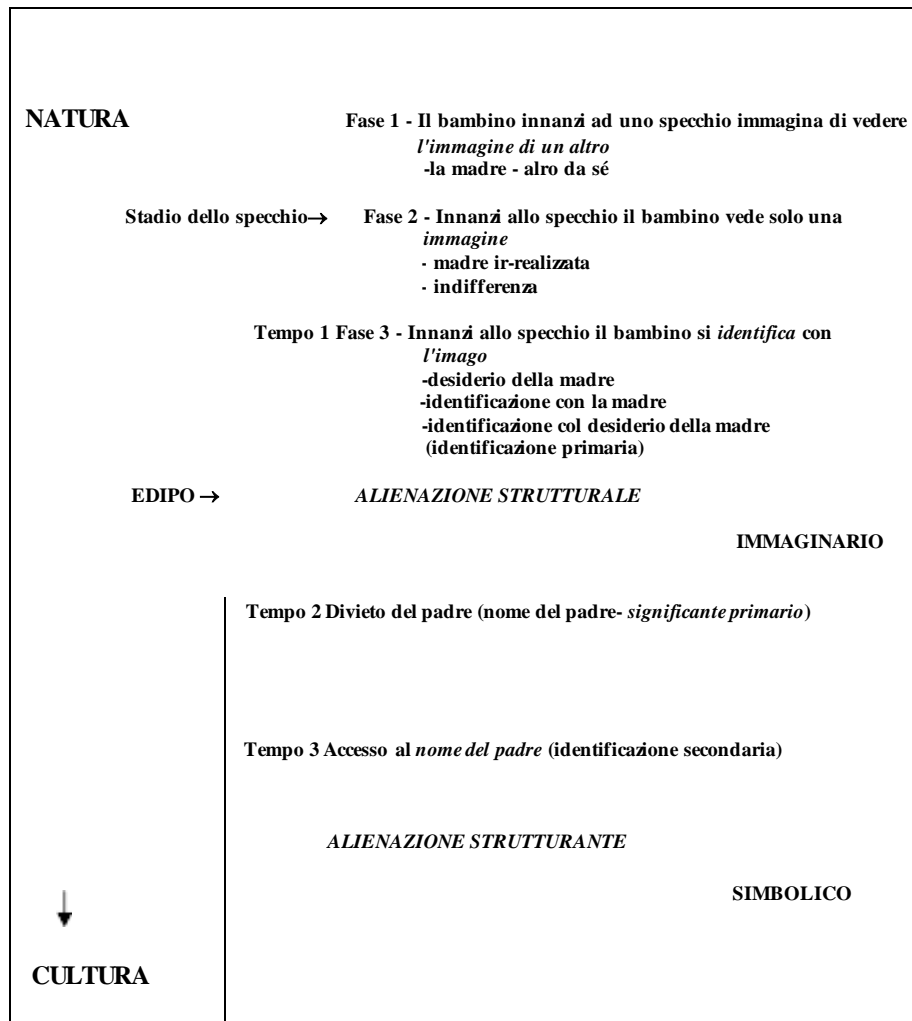 NATURA Fase 1 - Il bambino innanzi ad uno specchio immagina di vedere
l'immagine di un altro
-la madre - alro da sé
Stadio dello specchio→ Fase 2 - Innanzi allo specchio il bambino vede solo una
immagine
- madre ir-realizzata
- indifferenza
Tempo 1 Fase 3 - Innanzi allo specchio il bambino si identifica con
l'imago
-desiderio della madre
-identificazione con la madre
-identificazione col desiderio della madre
(identificazione primaria)
EDIPO → ALIENAZIONE STRUTTURALE
IMMAGINARIO
Tempo 2 Divieto del padre (nome del padre- significante primario)
Tempo 3 Accesso al nome del padre (identificazione secondaria)
ALIENAZIONE STRUTTURANTE
SIMBOLICO
CULTURA